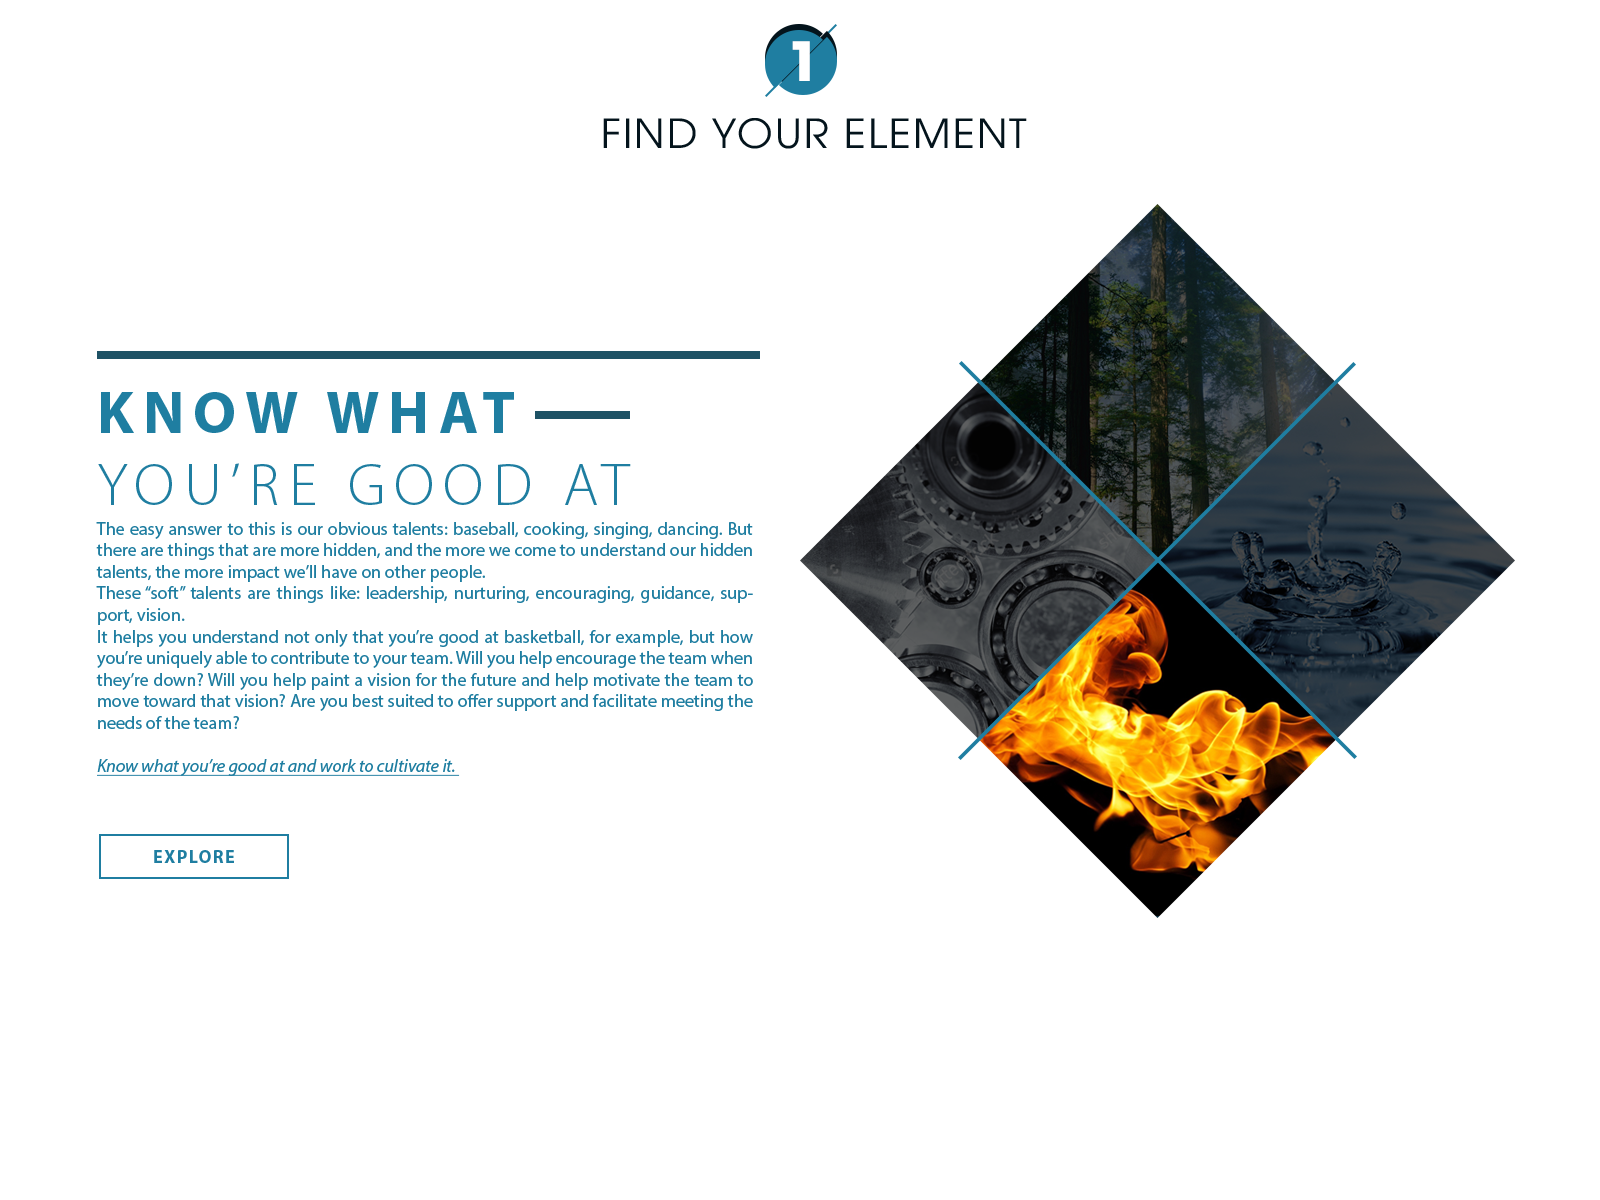 1
FIND YOUR ELEMENT
KNOW WHAT
YOU’RE GOOD AT
The easy answer to this is our obvious talents: baseball, cooking, singing, dancing. But
there are things that are more hidden, and the more we come to understand our hidden
talents, the more impact we’ll have on other people.
These “soft” talents are things like: leadership, nurturing, encouraging, guidance, sup-
port, vision.
It helps you understand not only that you’re good at basketball, for example, but how
you’re uniquely able to contribute to your team. Will you help encourage the team when
they’re down? Will you help paint a vision for the future and help motivate the team to
move toward that vision? Are you best suited to offer support and facilitate meeting the
needs of the team?
Know what you’re good at and work to cultivate it.
EXPLORE